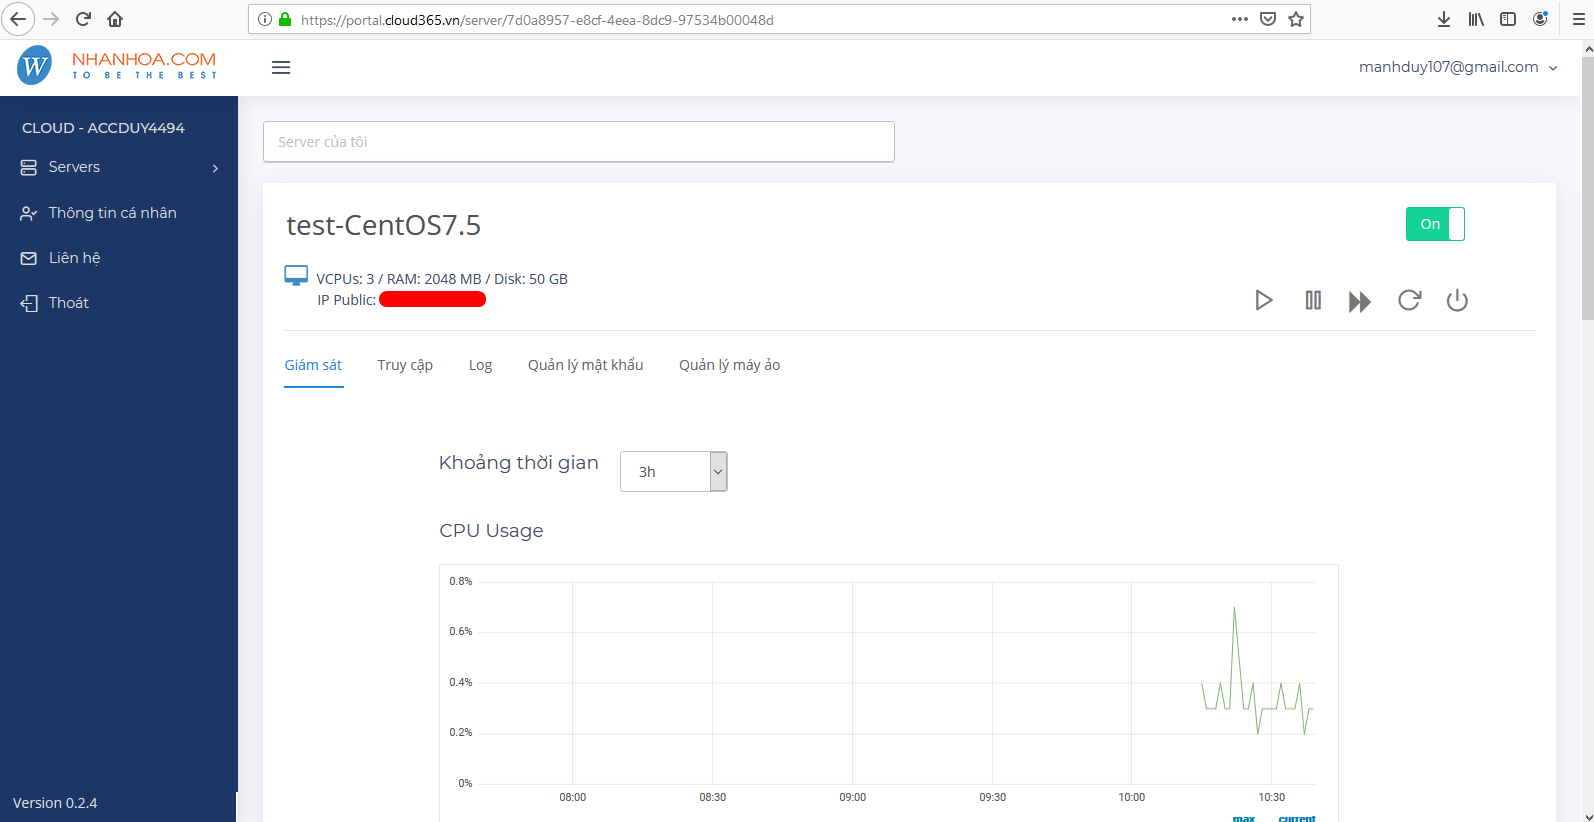 https://portal.cloud365.vn/server/7d0a8957-e8cf-4eea-8dc9-97534b00048d
W NHANHOA.COM
TO BE THE BEST
manhduy107@gmail.com
CLOUD - ACCDUY4494
Servers
Thông tin cá nhân
Liên hệ
Thoát
Version 0.2.4
Server của tôi
test-CentOS7.5
On
VCPUs: 3 / RAM: 2048 MB / Disk: 50 GB
IP Public:
Giám sát Truy cập Log Quản lý mật khẩu Quản lý máy ảo
Khoảng thời gian 3h
CPU Usage
0.8%
0.6%
0.4%
0.2%
0%
08:00 08:30 09:00 09:30 10:00 10:30
max current